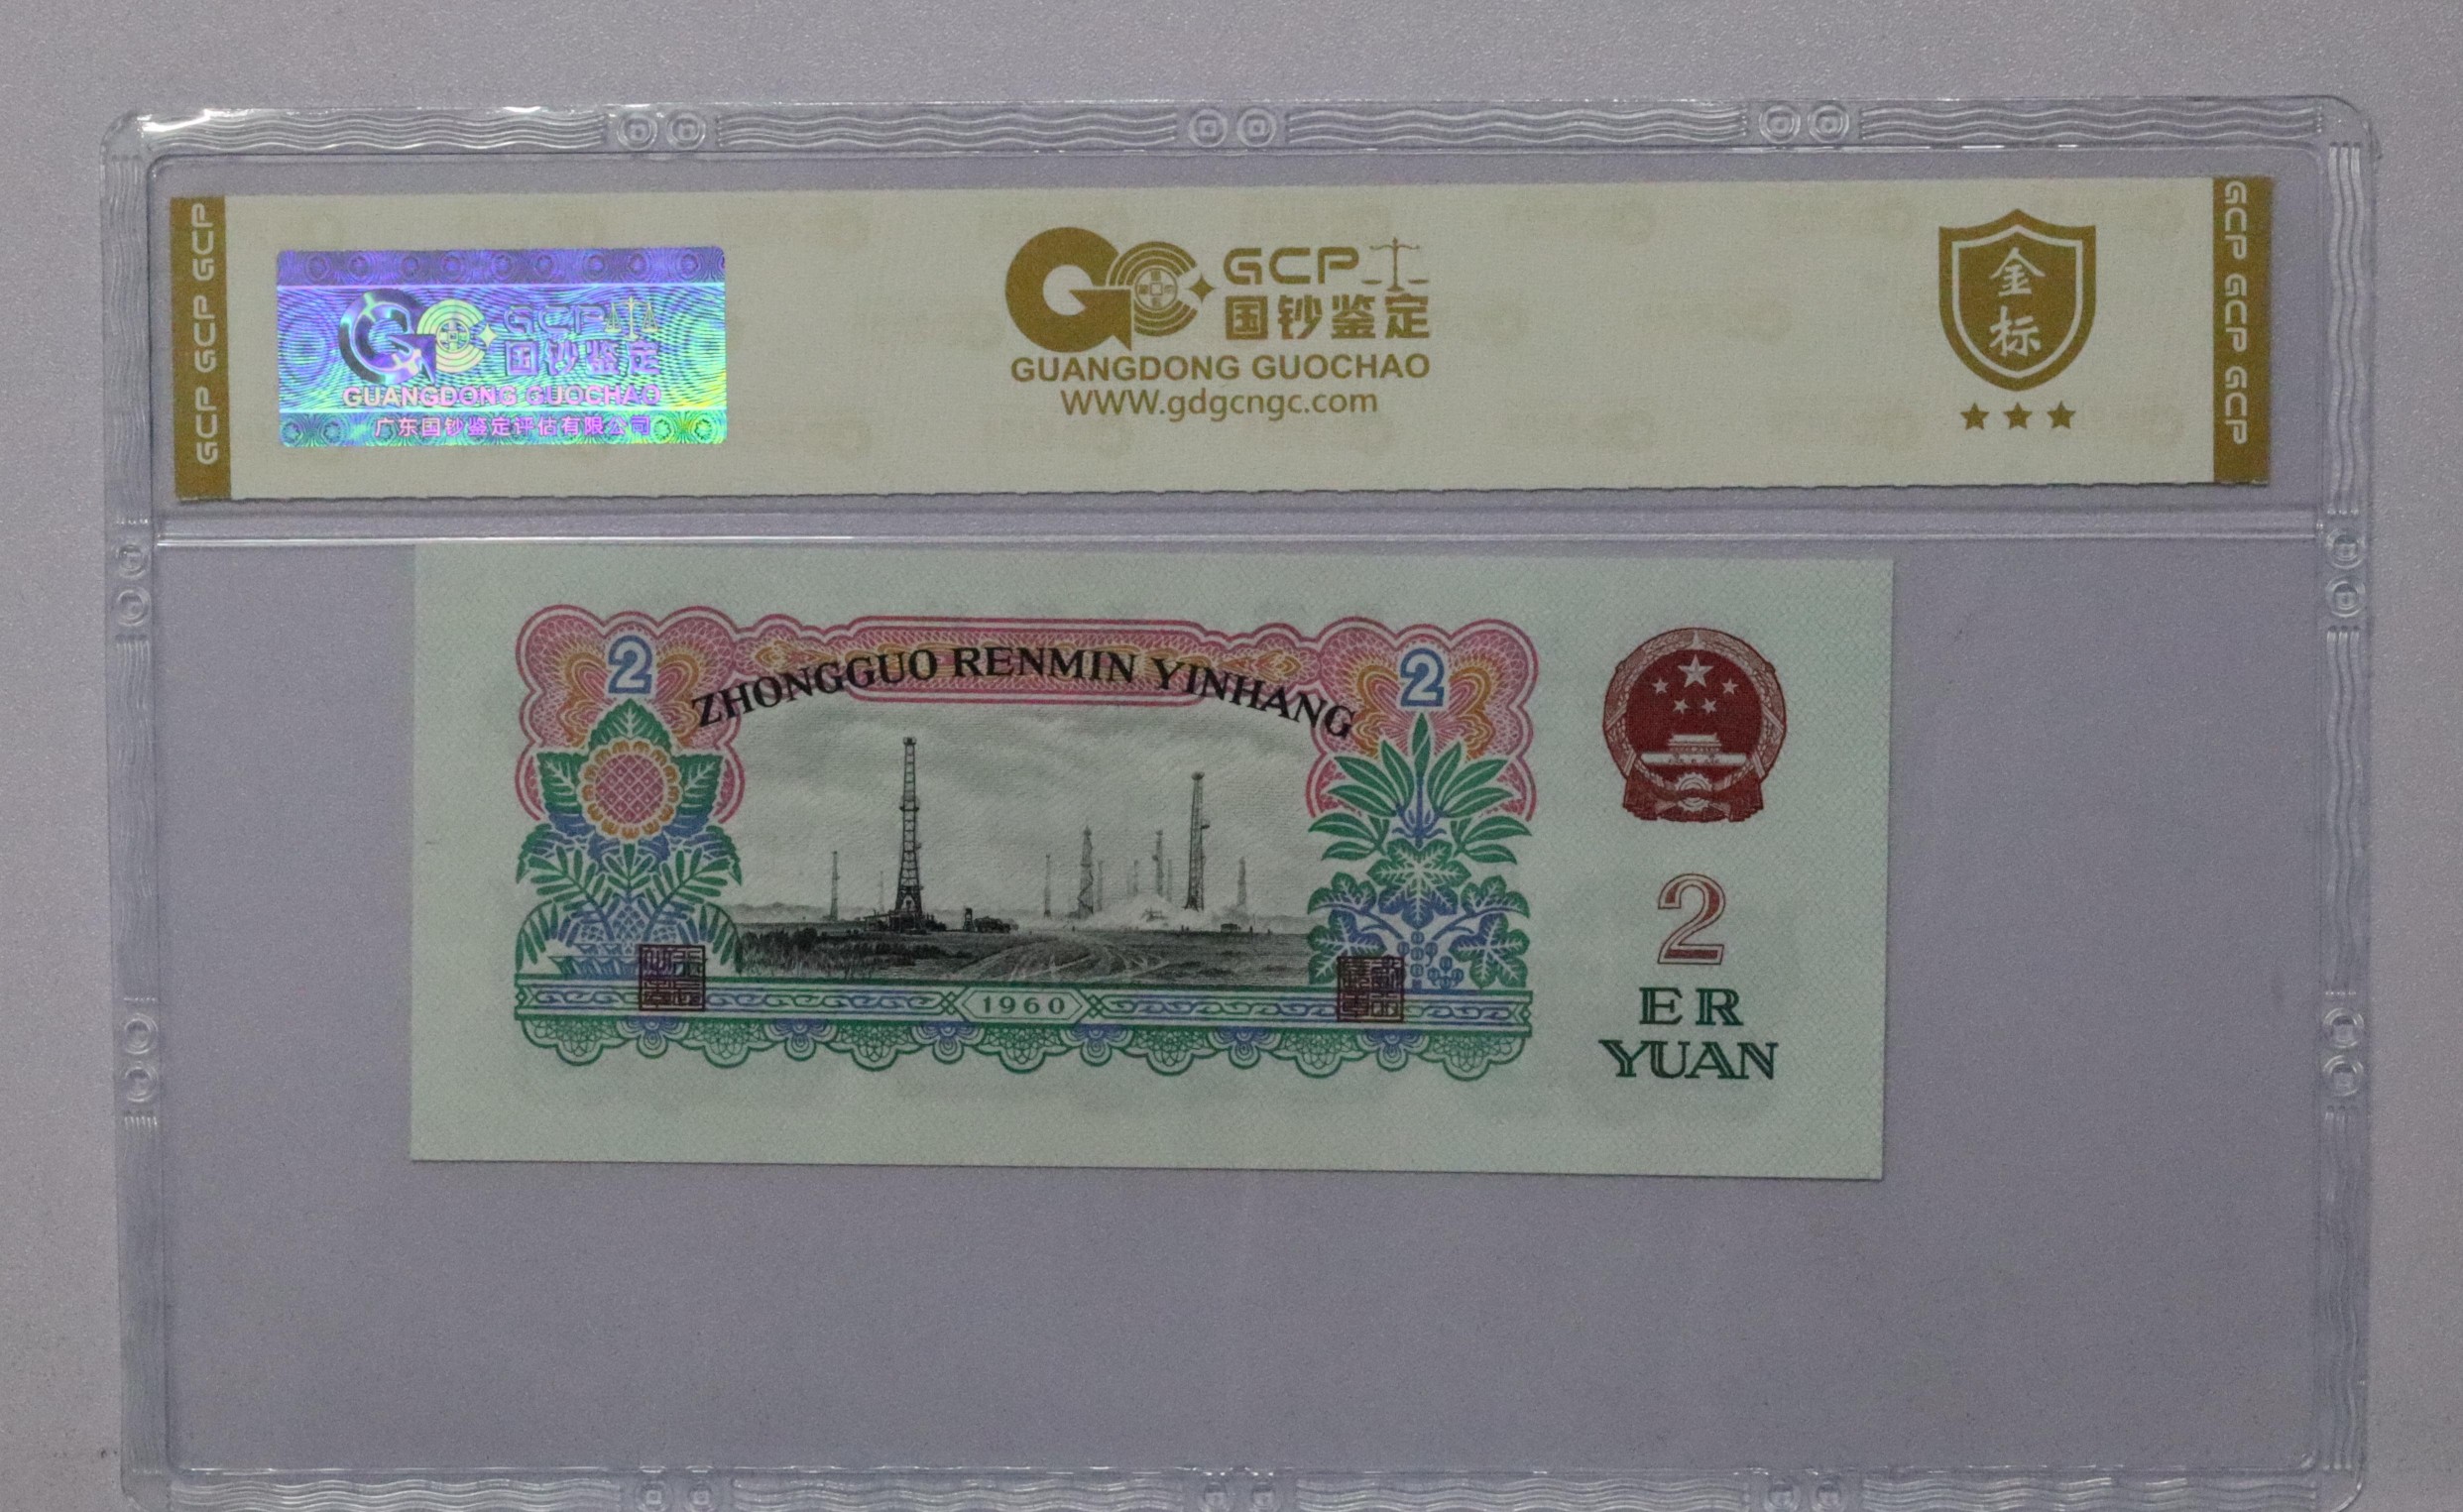 GCP GCP GCP
GCP
国钞鉴定
GUANGDONG GUOCHAO
广东国钞鉴定评估有限公司
GCP
国钞鉴定
GUANGDONG GUOCHAO
WWW.gdgcngc.com
金
标
GCP GCP GCP
2
ZHONGGUO RENMIN YINHANG
2
1960
2
ER
YUAN